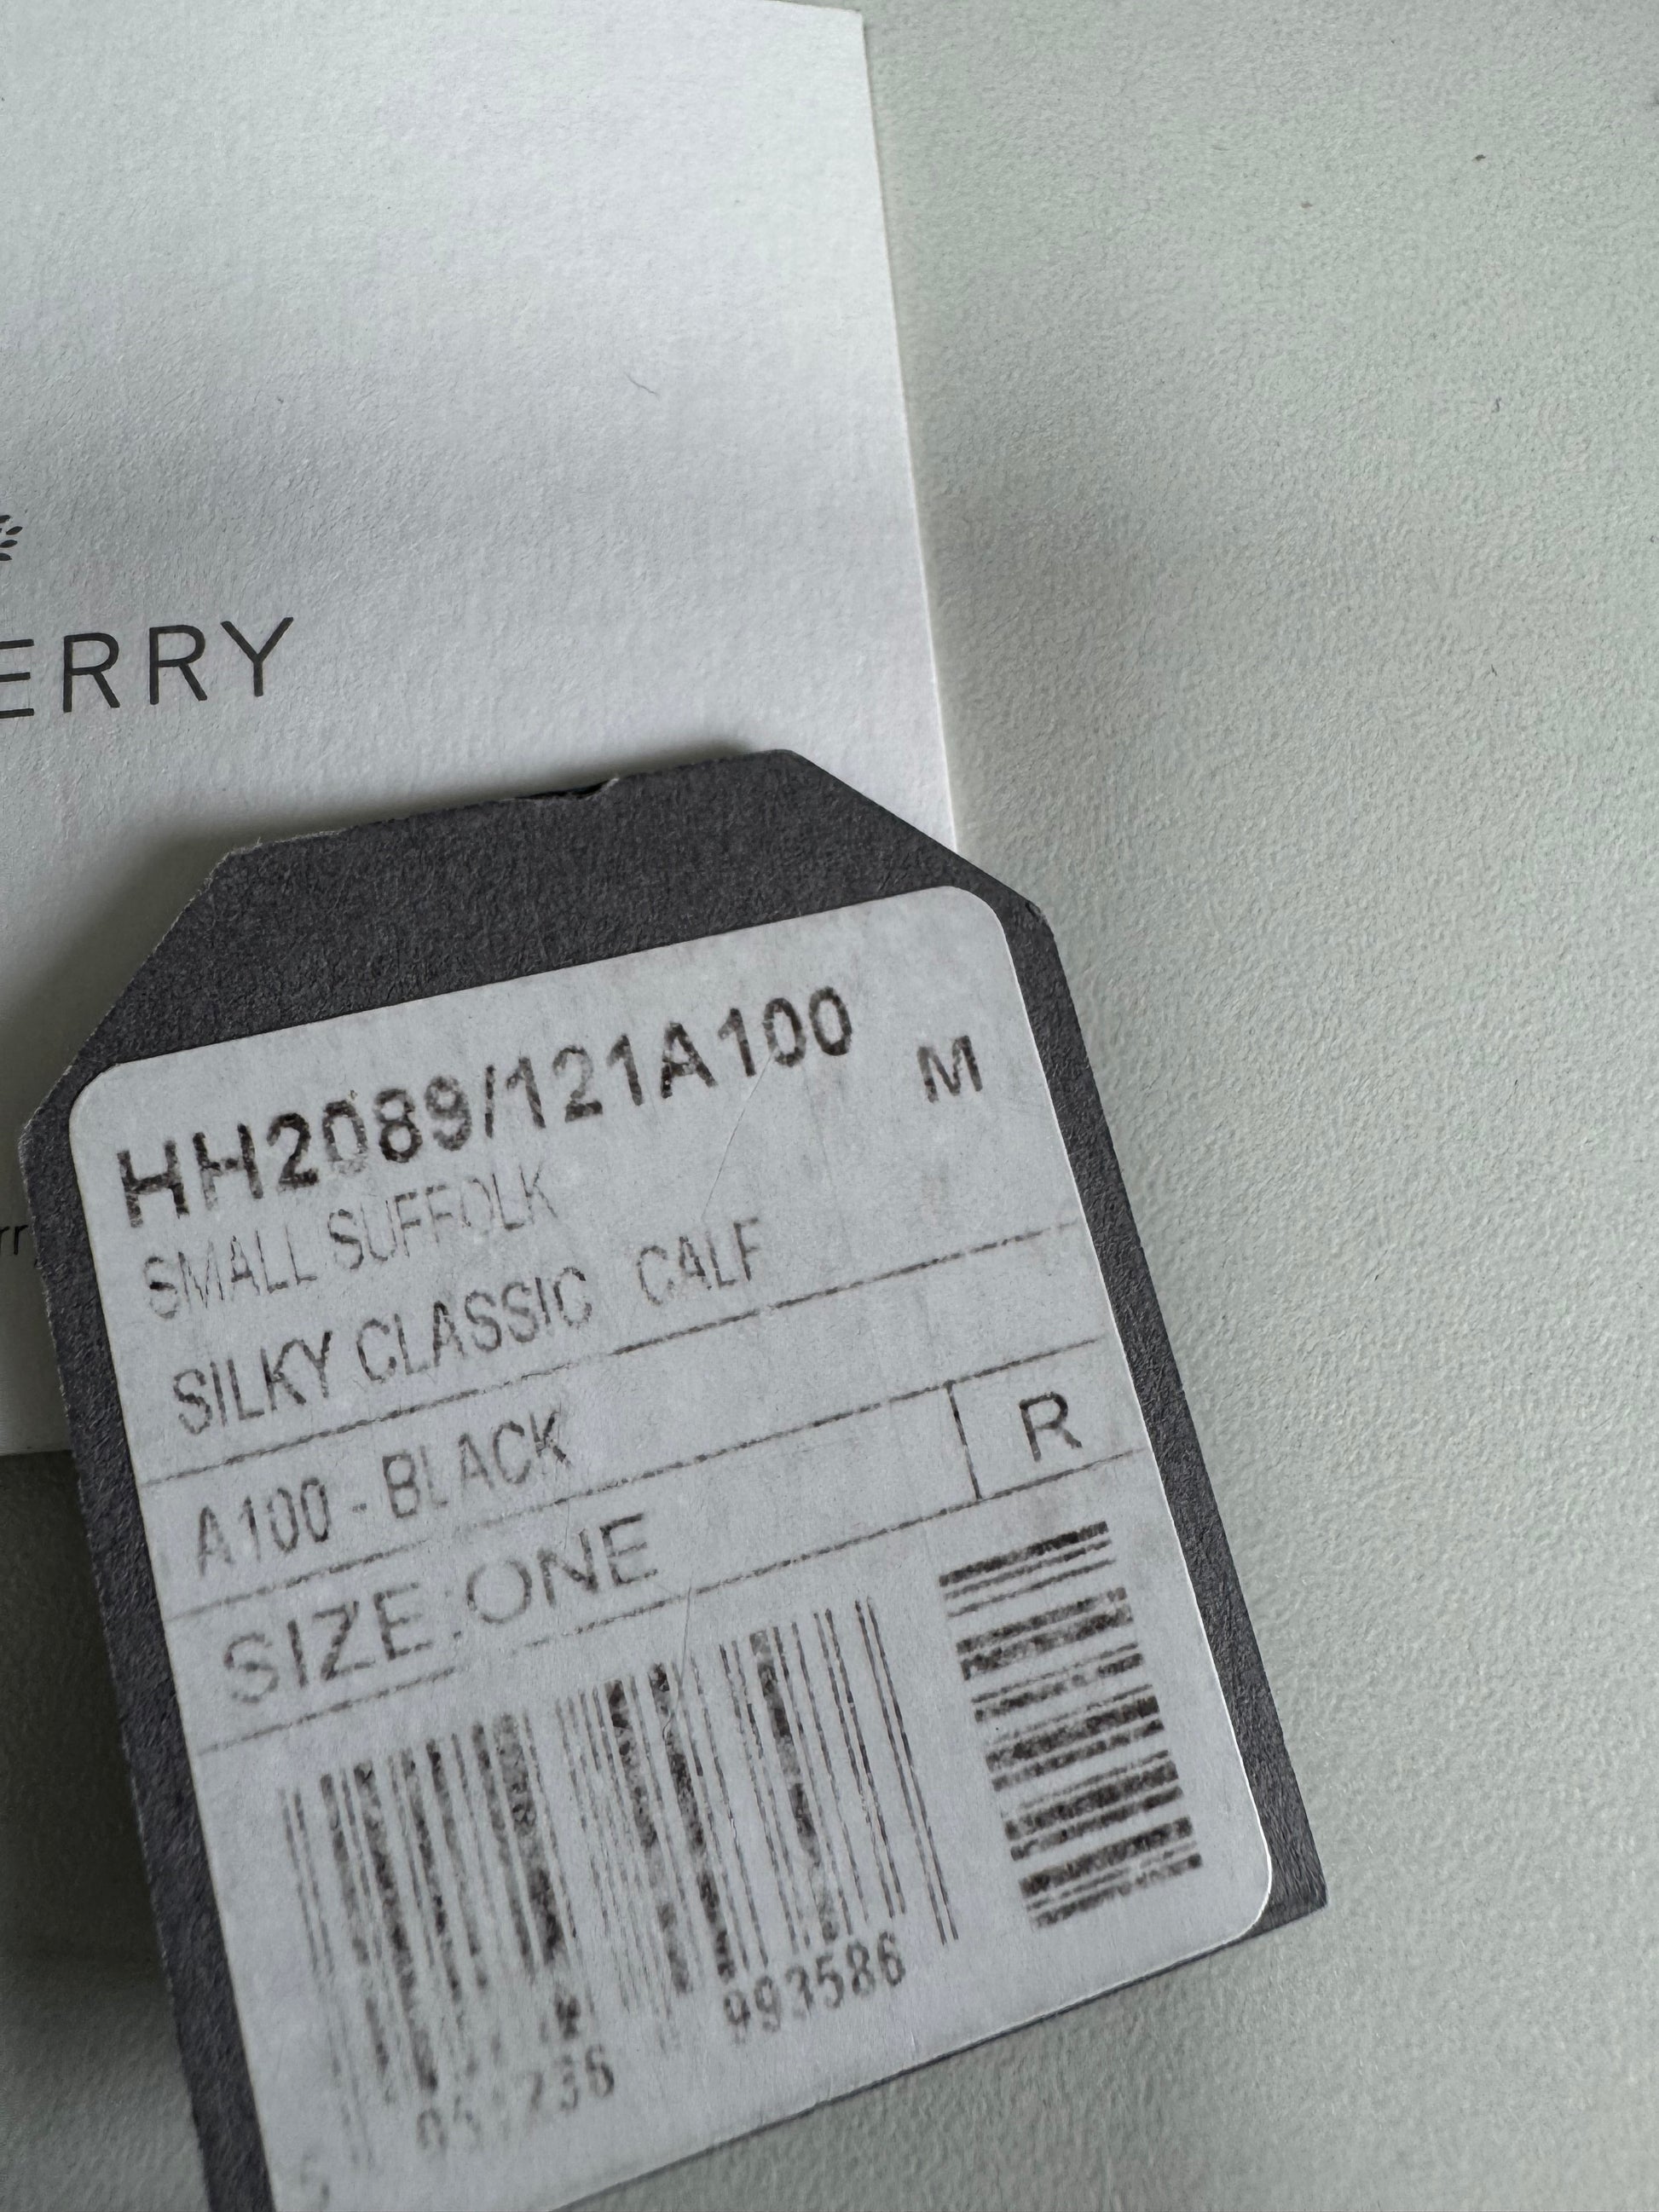 ERRY
HH2089/121A100 M
SMALL SUFFOLK
SILKY CLASSIC CALF
A100 - BLACK R
SIZE:ONE
993586